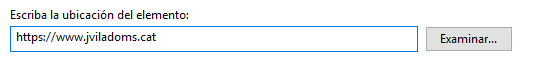 Escriba la ubicación del elemento:
https://www.jviladoms.cat
Examinar...